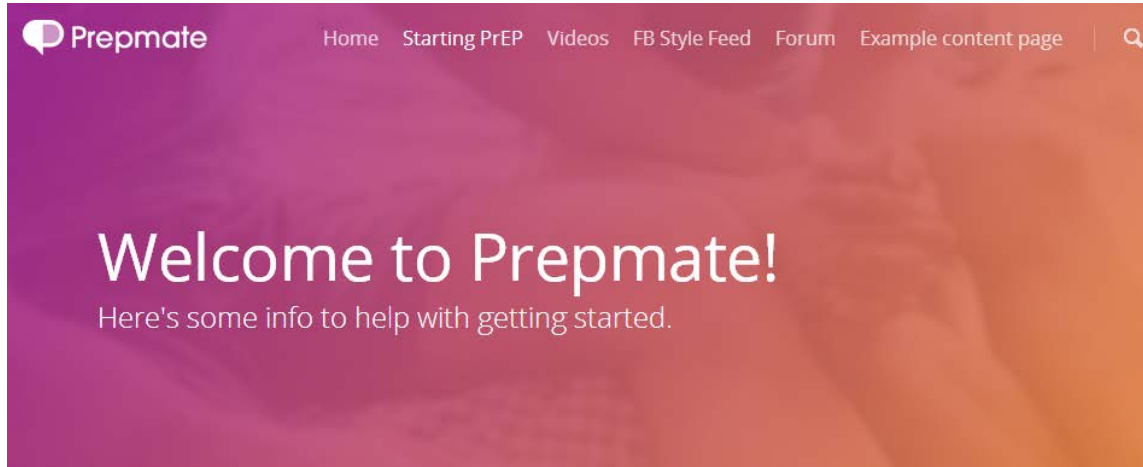 Prepmate Home Starting PrEP Videos FB Style Feed Forum Example content page
Welcome to Prepmate!
Here's some info to help with getting started.